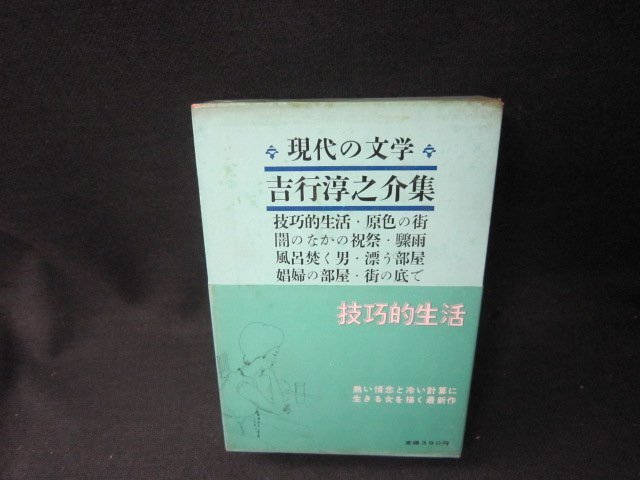 現代の文学
吉行淳之介集
技巧的生活・原色の街
闇のなかの祝祭・驟雨
風呂焚く男・漂う部屋
娼婦の部屋・街の底で
技巧的生活
熱い情念と冷い計算に
生きる女を描く最新作
定価390円